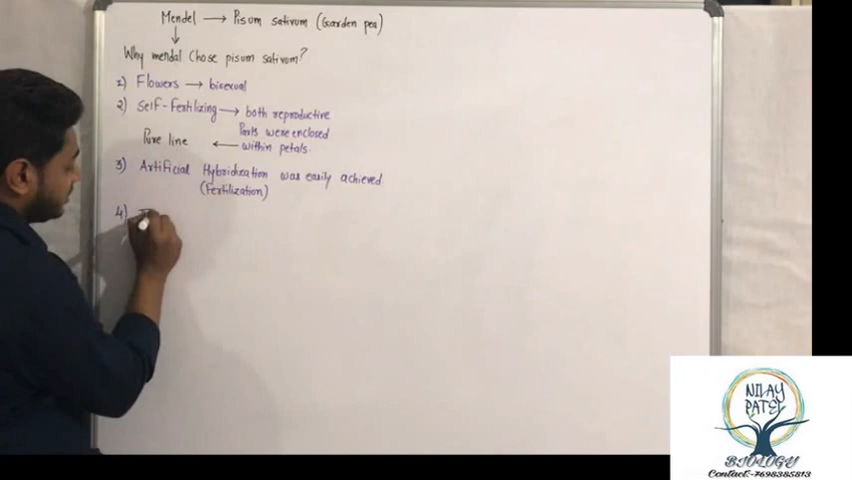 Mendel → Pisum sativum (Garden pea)
↓
Why mendal chose pisum sativum?
1) Flowers → bisexual
2) Self-Fertilizing → both reproductive
Parts were enclosed
Pure line ← within petals.
3) Artificial Hybridization was easily achieved
(Fertilization)
4)
NILAY
PATEL
BIOLOGY
Contact:-7698385813